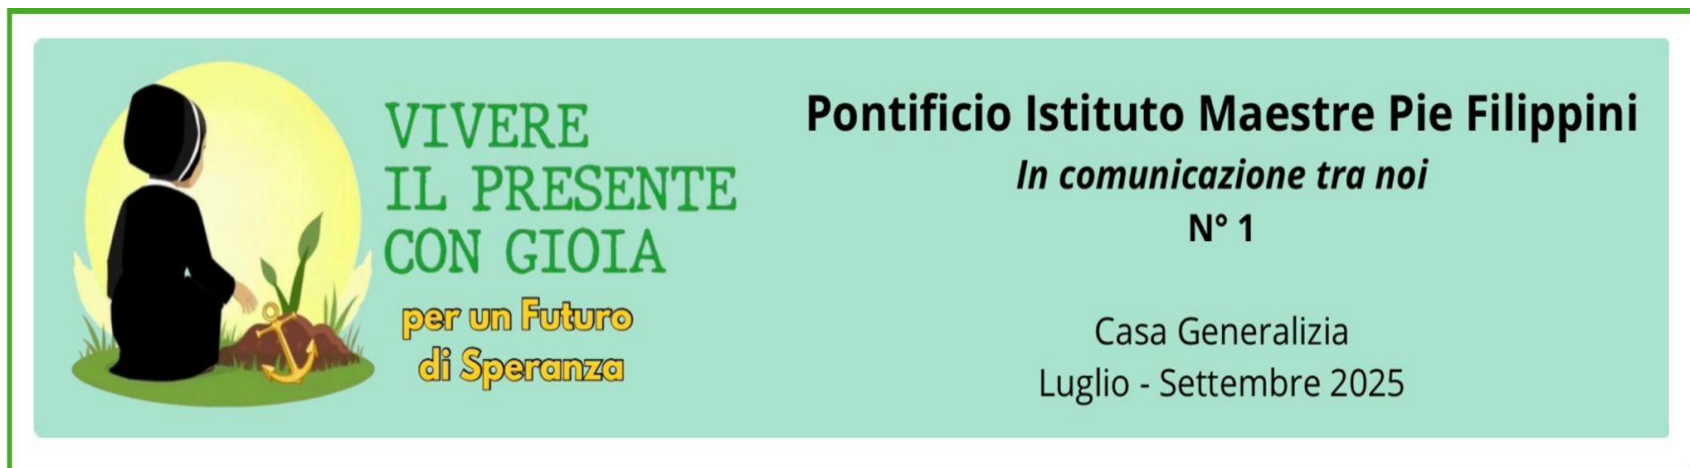 VIVERE
IL PRESENTE
CON GIOIA
per un Futuro
di Speranza
Pontificio Istituto Maestre Pie Filippini
In comunicazione tra noi
N° 1
Casa Generalizia
Luglio - Settembre 2025